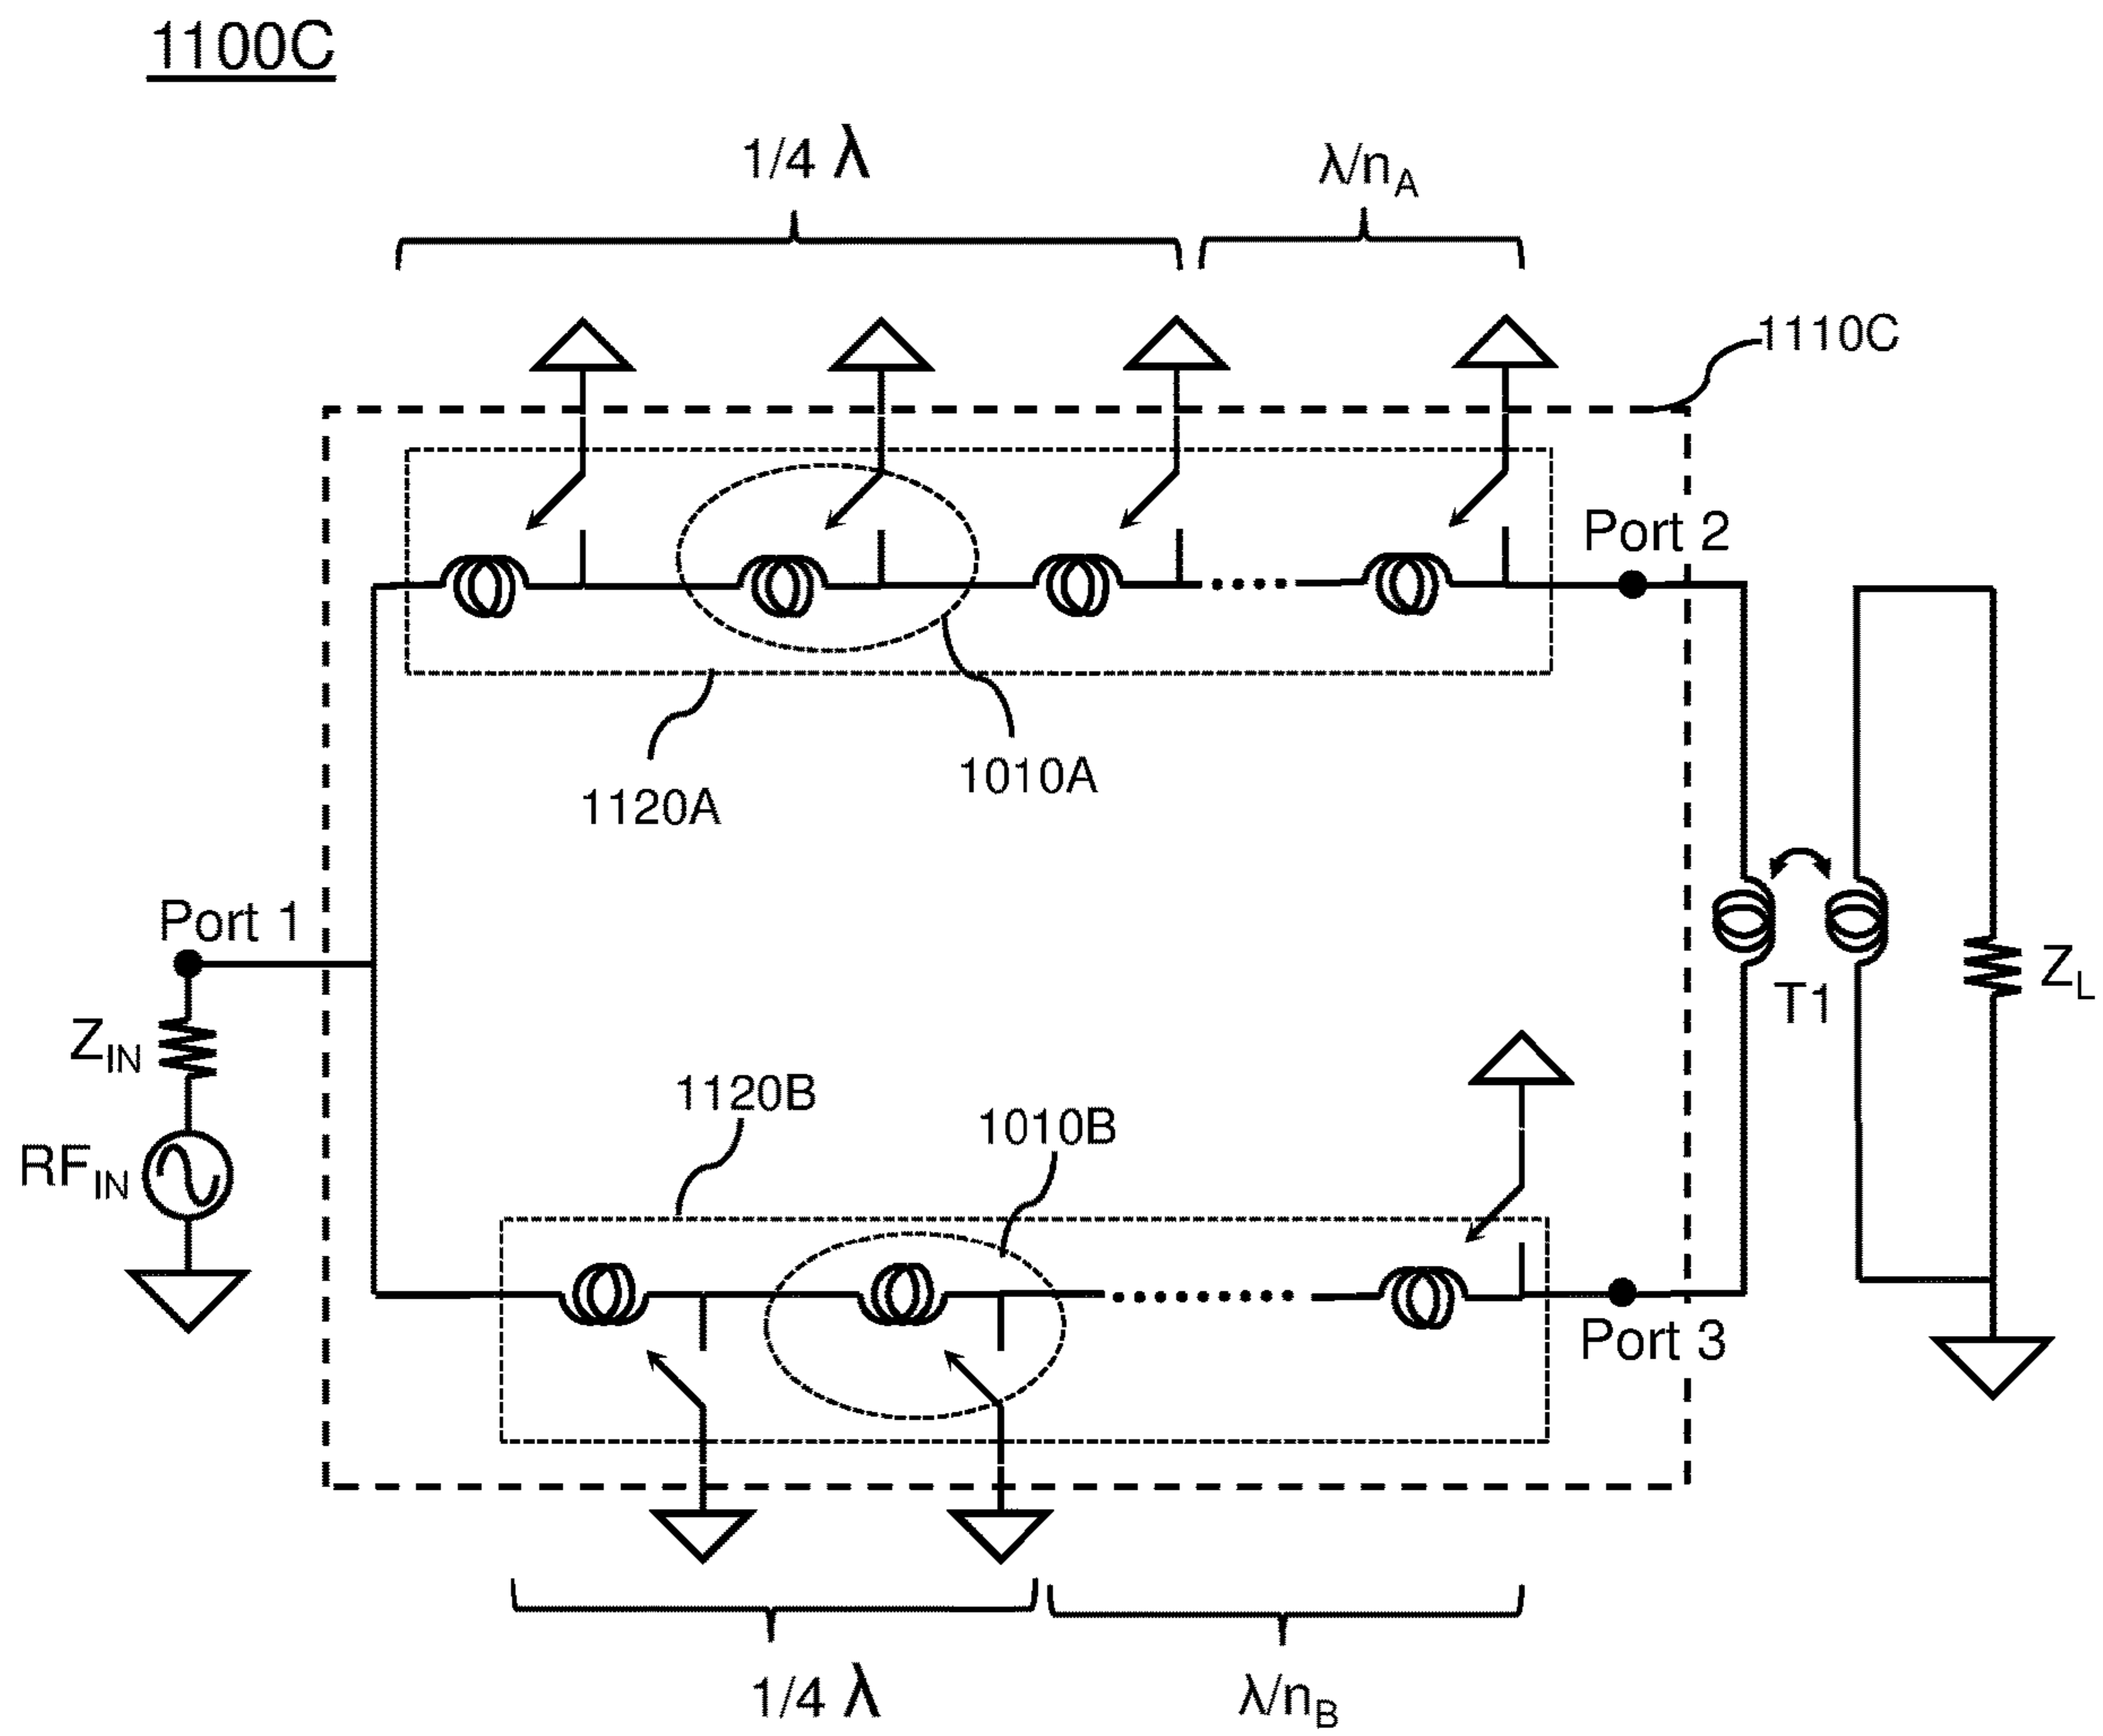 1100C
1/4 λ
λ/nA
1110C
Port 2
1010A
1120A
Port 1
ZIN
T1
ZL
1120B
1010B
RFIN
Port 3
1/4 λ
λ/nB